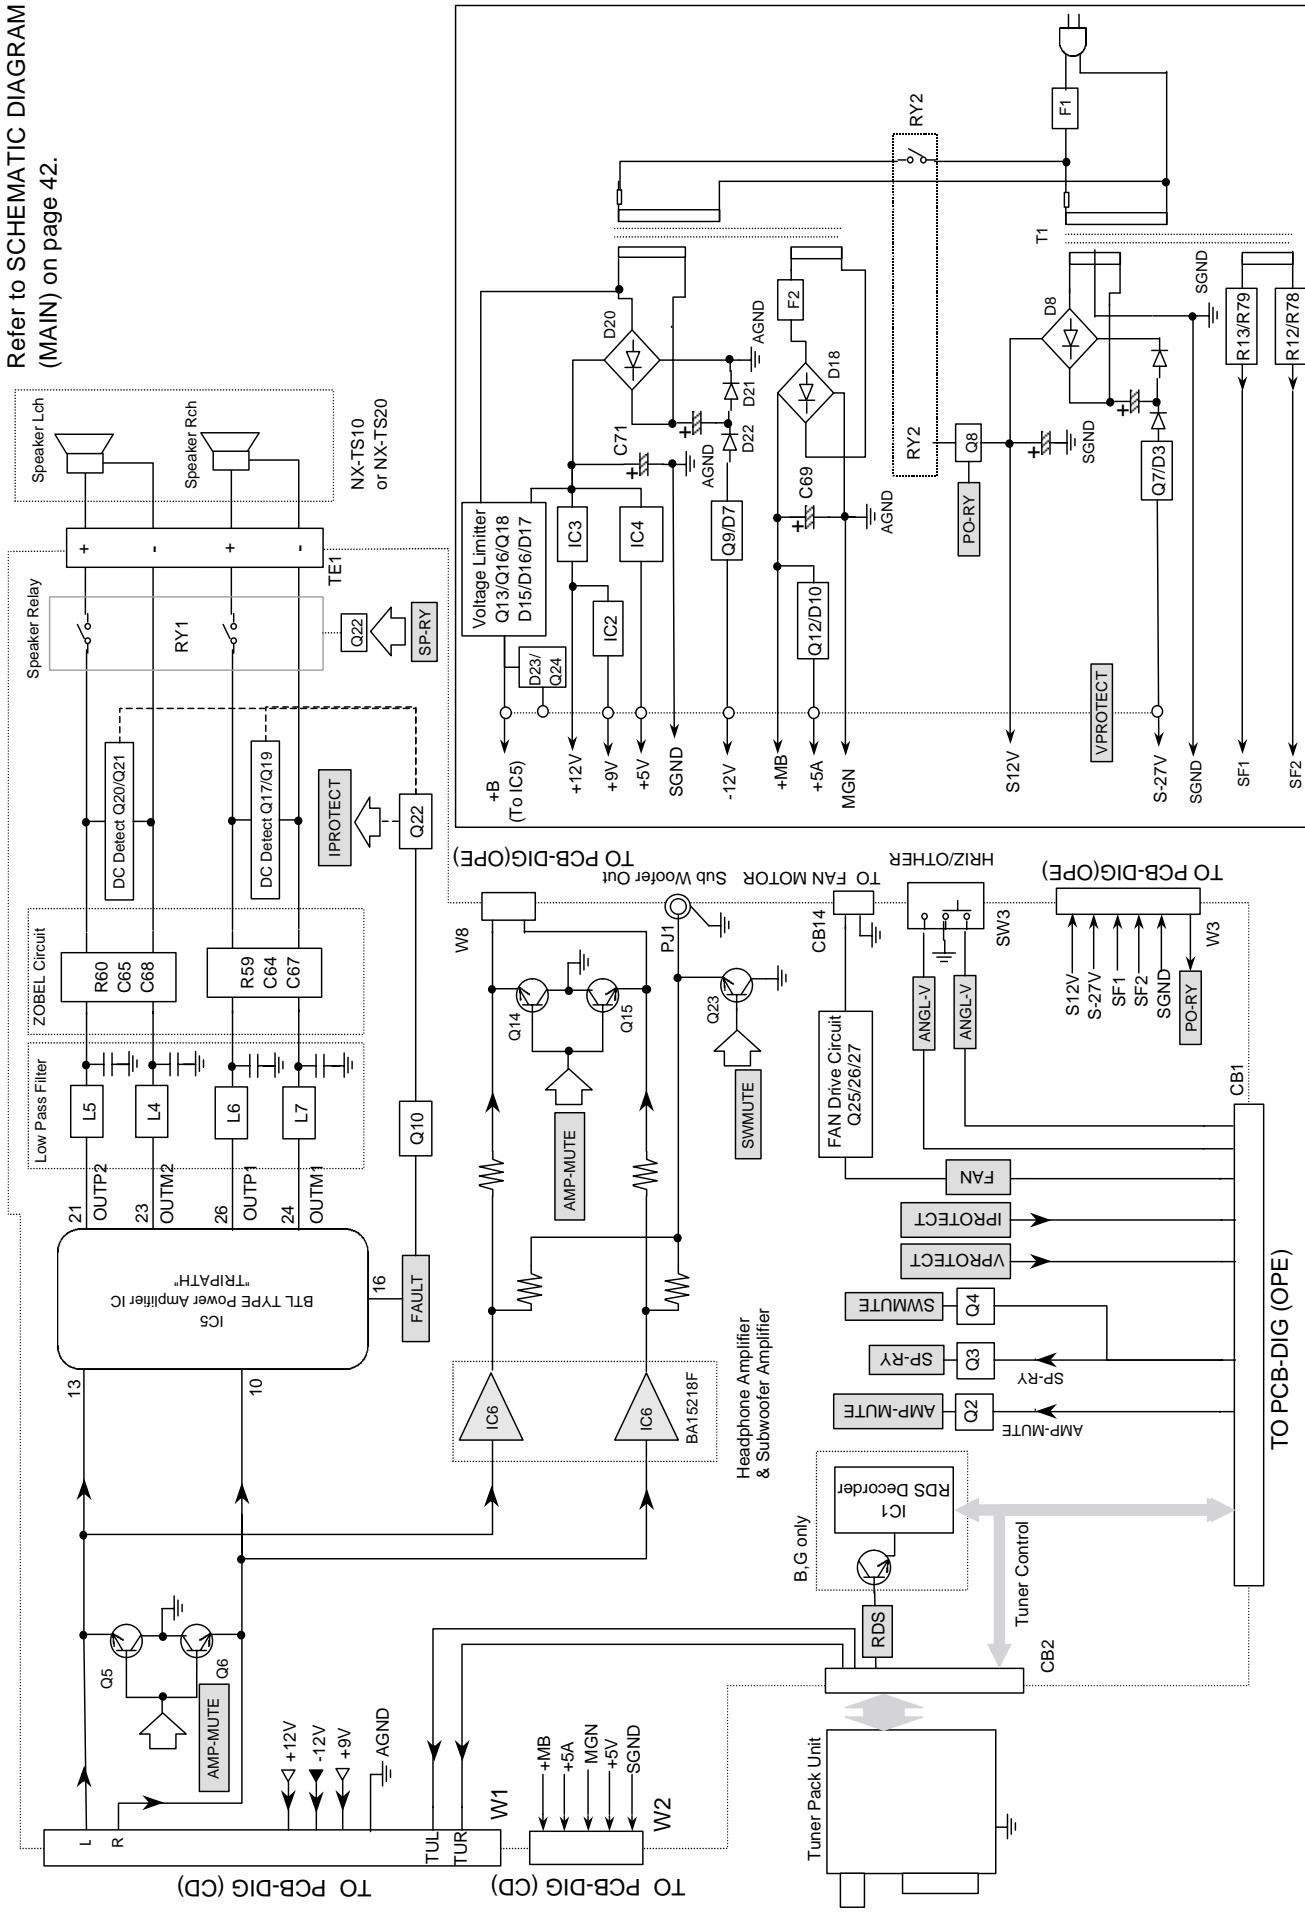 Refer to SCHEMATIC DIAGRAM
(MAIN) on page 42.
Speaker Lch
Speaker Rch
NX-TS10
or NX-TS20
+
-
+
-
TE1
Speaker Relay
RY1
Q22
SP-RY
DC Detect Q20/Q21
DC Detect Q17/Q19
IPROTECT
Q22
ZOBEL Circuit
R60
C65
C68
R59
C64
C67
Low Pass Filter
L5
L4
L6
L7
Q10
21
OUTP2
23
OUTM2
26
OUTP1
24
OUTM1
IC5
BTL TYPE Power Amplifier IC
"TRIPATH"
16
FAULT
13
10
Q5
Q6
AMP-MUTE
L
R
+12V
-12V
+9V
AGND
TUL
TUR
W1
TO PCB-DIG (CD)
+MB
+5A
MGN
+5V
SGND
W2
TO PCB-DIG (CD)
IC6
IC6
BA15218F
Headphone Amplifier
& Subwoofer Amplifier
AMP-MUTE
Q14
Q15
W8
TO PCB-DIG(OPE)
SWMUTE
Q23
PJ1
Sub Woofer Out
CB14
TO FAN MOTOR
FAN Drive Circuit
Q25/26/27
HRIZ/OTHER
SW3
ANGL-V
ANGL-V
FAN
IPROTECT
VPROTECT
SWMUTE
Q4
SP-RY
Q3
SP-RY
AMP-MUTE
Q2
AMP-MUTE
TO PCB-DIG(OPE)
S12V
S-27V
SF1
SF2
SGND
PO-RY
W3
CB1
TO PCB-DIG (OPE)
B,G only
IC1
RDS Decorder
RDS
Tuner Control
CB2
Tuner Pack Unit
F1
RY2
RY2
T1
D20
AGND
D21
D22
AGND
C71
F2
D18
C69
AGND
Voltage Limitter
Q13/Q16/Q18
D15/D16/D17
D23/
Q24
IC3
IC4
IC2
Q9/D7
Q12/D10
PO-RY
Q8
D8
SGND
SGND
Q7/D3
R13/R79
R12/R78
+
+
+
+
+
VPROTECT
+B
(To IC5)
+12V
+9V
+5V
SGND
-12V
+MB
+5A
MGN
S12V
S-27V
SGND
SF1
SF2